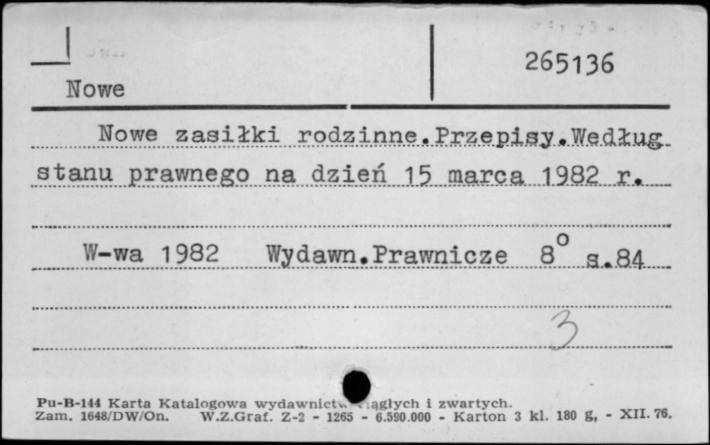 265136
Nowe
Nowe zasiłki rodzinne.Przepisy.Według
stanu prawnego na dzień 15 marca 1982 r.
W-wa 1982 Wydawn.Prawnicze 8° s.84
3
Pu-B-144 Karta Katalogowa wydawnictw ciągłych i zwartych.
Zam. 1648/DW/On. W.Z.Graf. Z-2 - 1265 - 6.590.000 - Karton 3 kl. 180 g, - XII. 76.